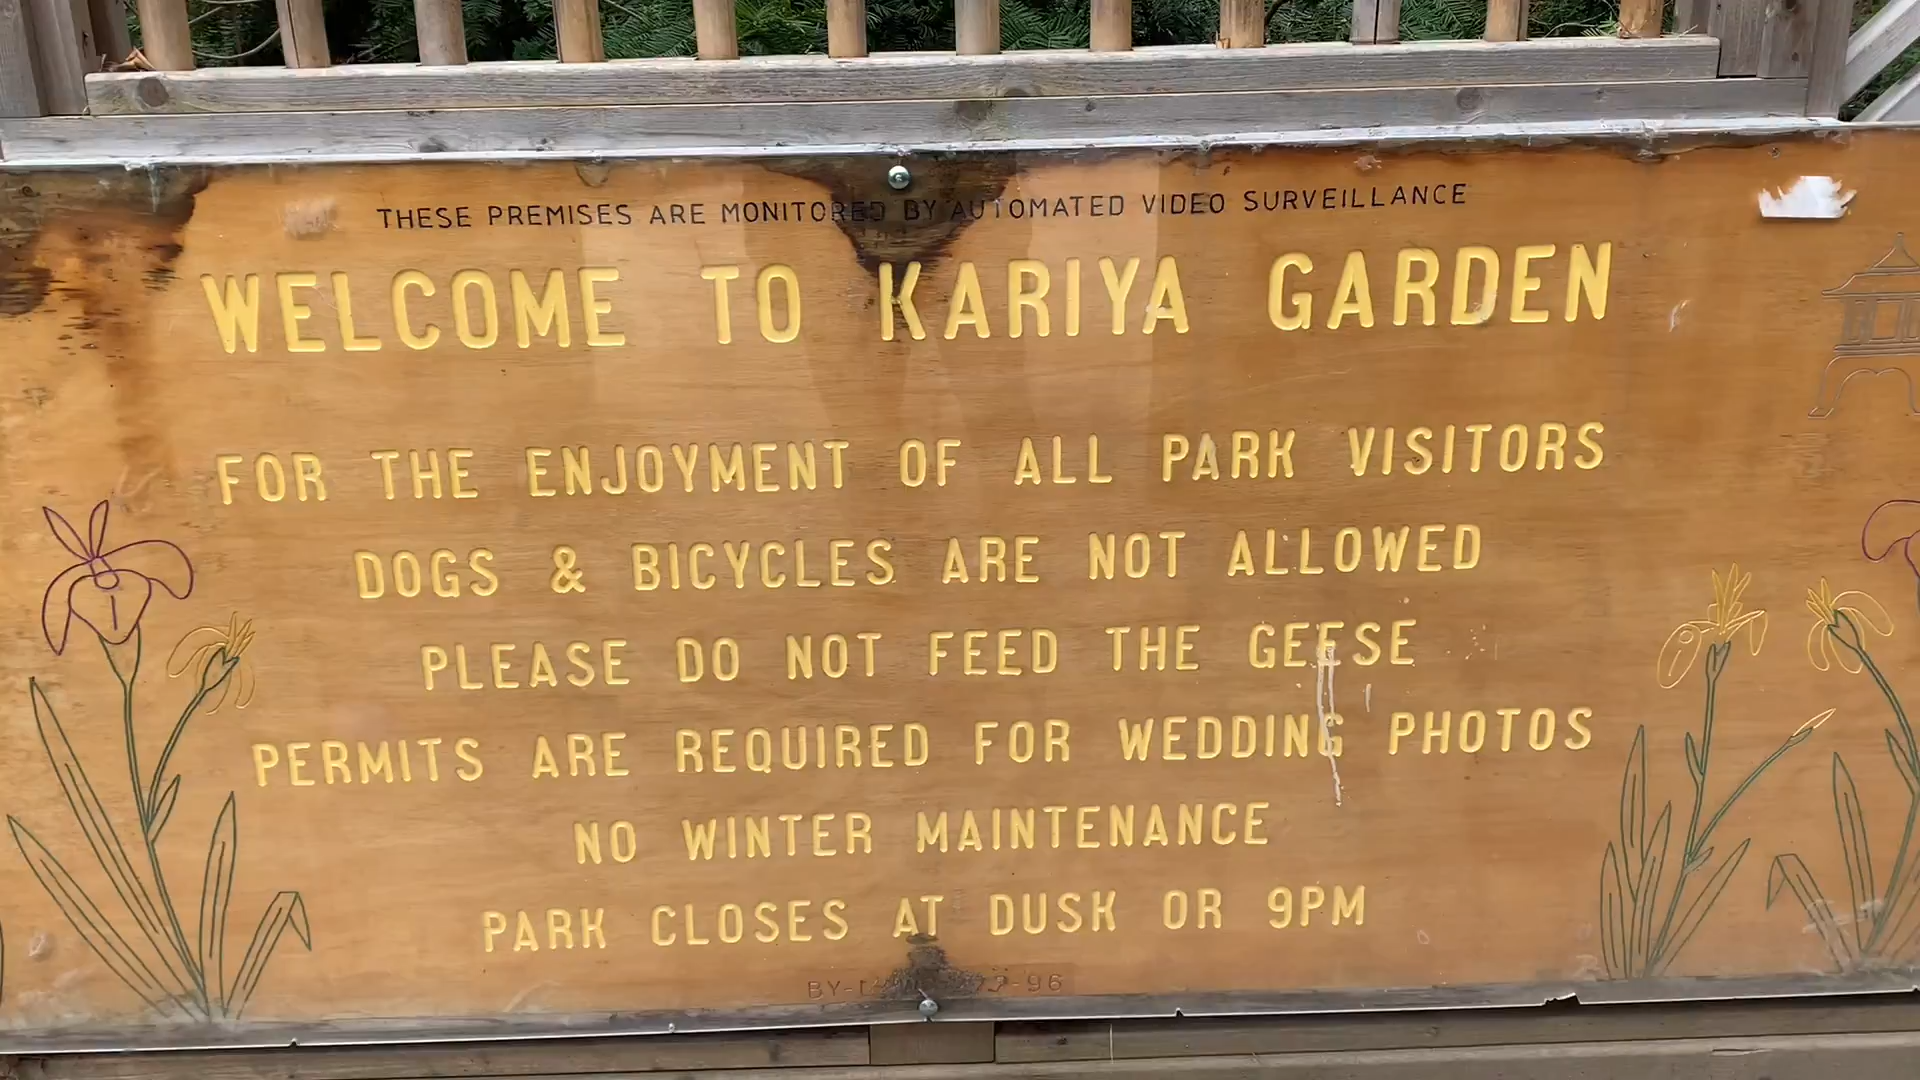 THESE PREMISES ARE MONITORED BY AUTOMATED VIDEO SURVEILLANCE
WELCOME TO KARIYA GARDEN
FOR THE ENJOYMENT OF ALL PARK VISITORS
DOGS & BICYCLES ARE NOT ALLOWED
PLEASE DO NOT FEED THE GEESE
PERMITS ARE REQUIRED FOR WEDDING PHOTOS
NO WINTER MAINTENANCE
PARK CLOSES AT DUSK OR 9PM